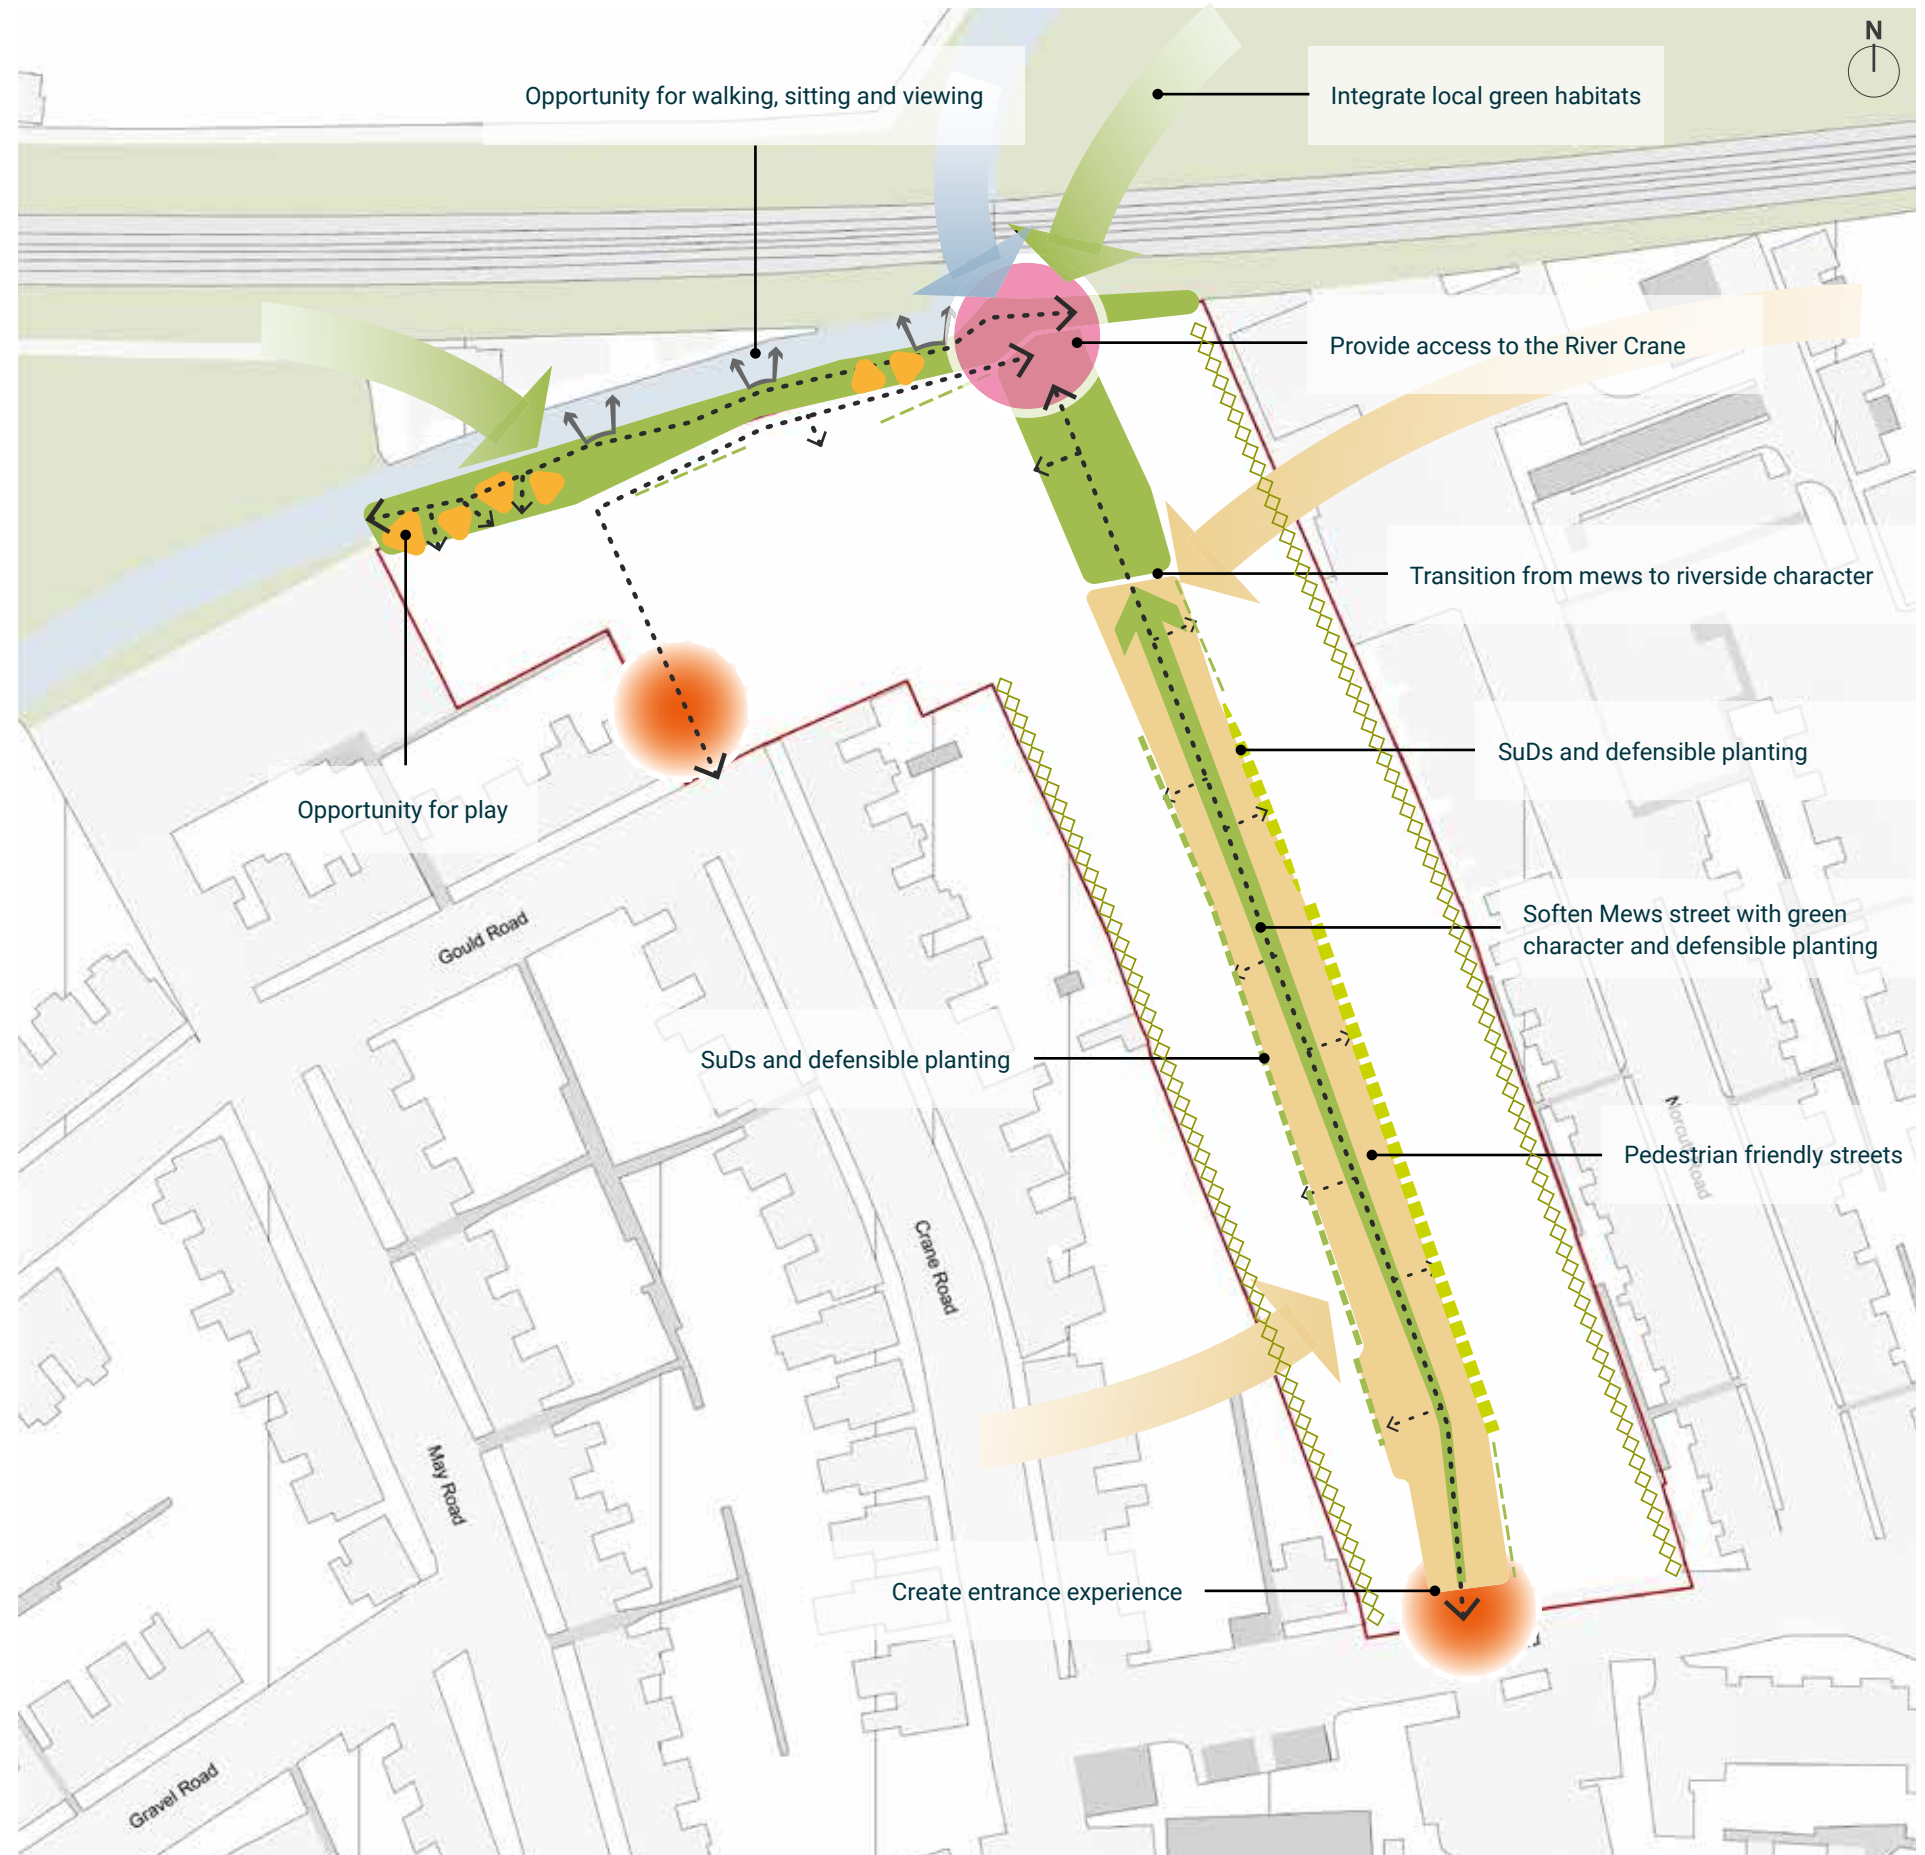 N
Opportunity for walking, sitting and viewing
Integrate local green habitats
Provide access to the River Crane
Transition from mews to riverside character
SuDs and defensible planting
Opportunity for play
Soften Mews street with green
character and defensible planting
Gould Road
SuDs and defensible planting
Pedestrian friendly streets
Norcutt Road
Crane Road
May Road
Create entrance experience
Gravel Road